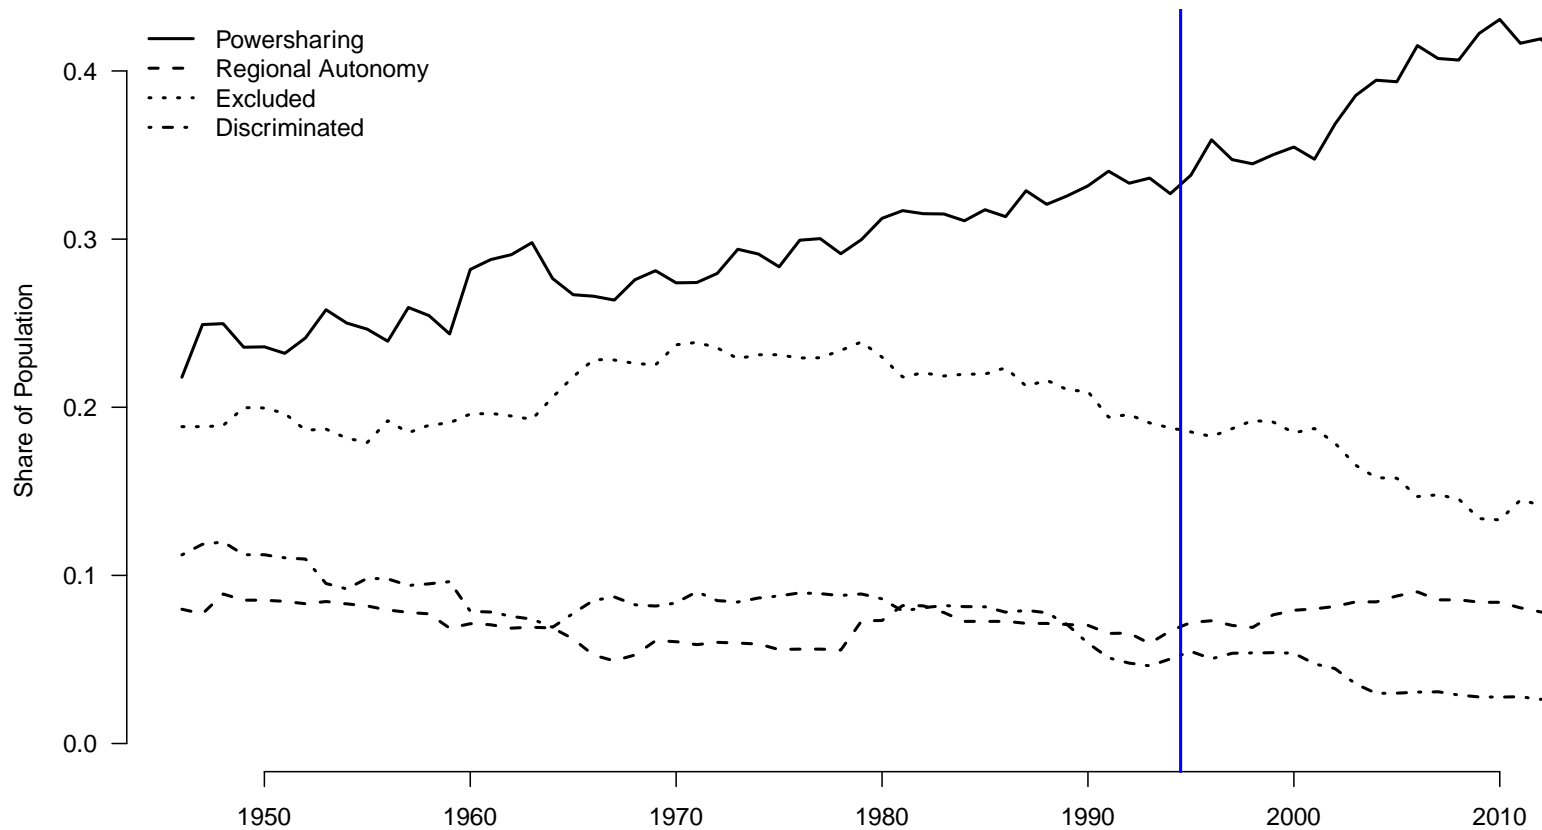 Powersharing
Regional Autonomy
Excluded
Discriminated
0.4
0.3
0.2
0.1
0.0
Share of Population
1950 1960 1970 1980 1990 2000 2010